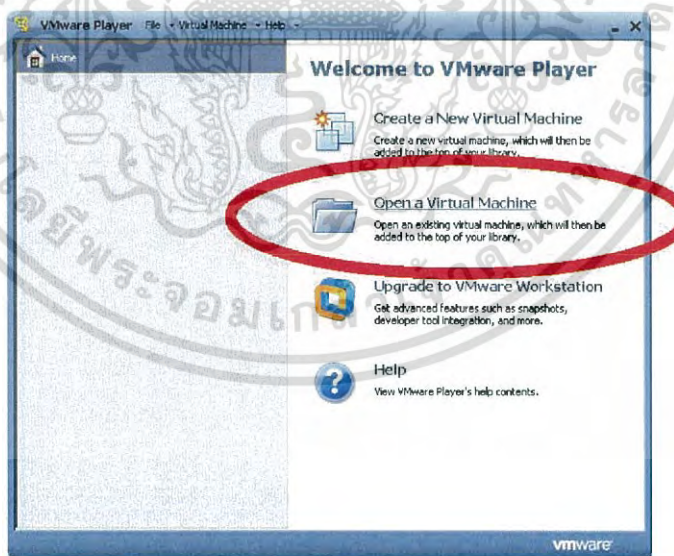 VMware Player File Virtual Machine Help
Home
Welcome to VMware Player
Create a New Virtual Machine
Create a new virtual machine, which will then be
added to the top of your library.
Open a Virtual Machine
Open an existing virtual machine, which will then be
added to the top of your library.
Upgrade to VMware Workstation
Get advanced features such as snapshots,
developer tool integration, and more.
Help
View VMware Player's help contents.
vmware